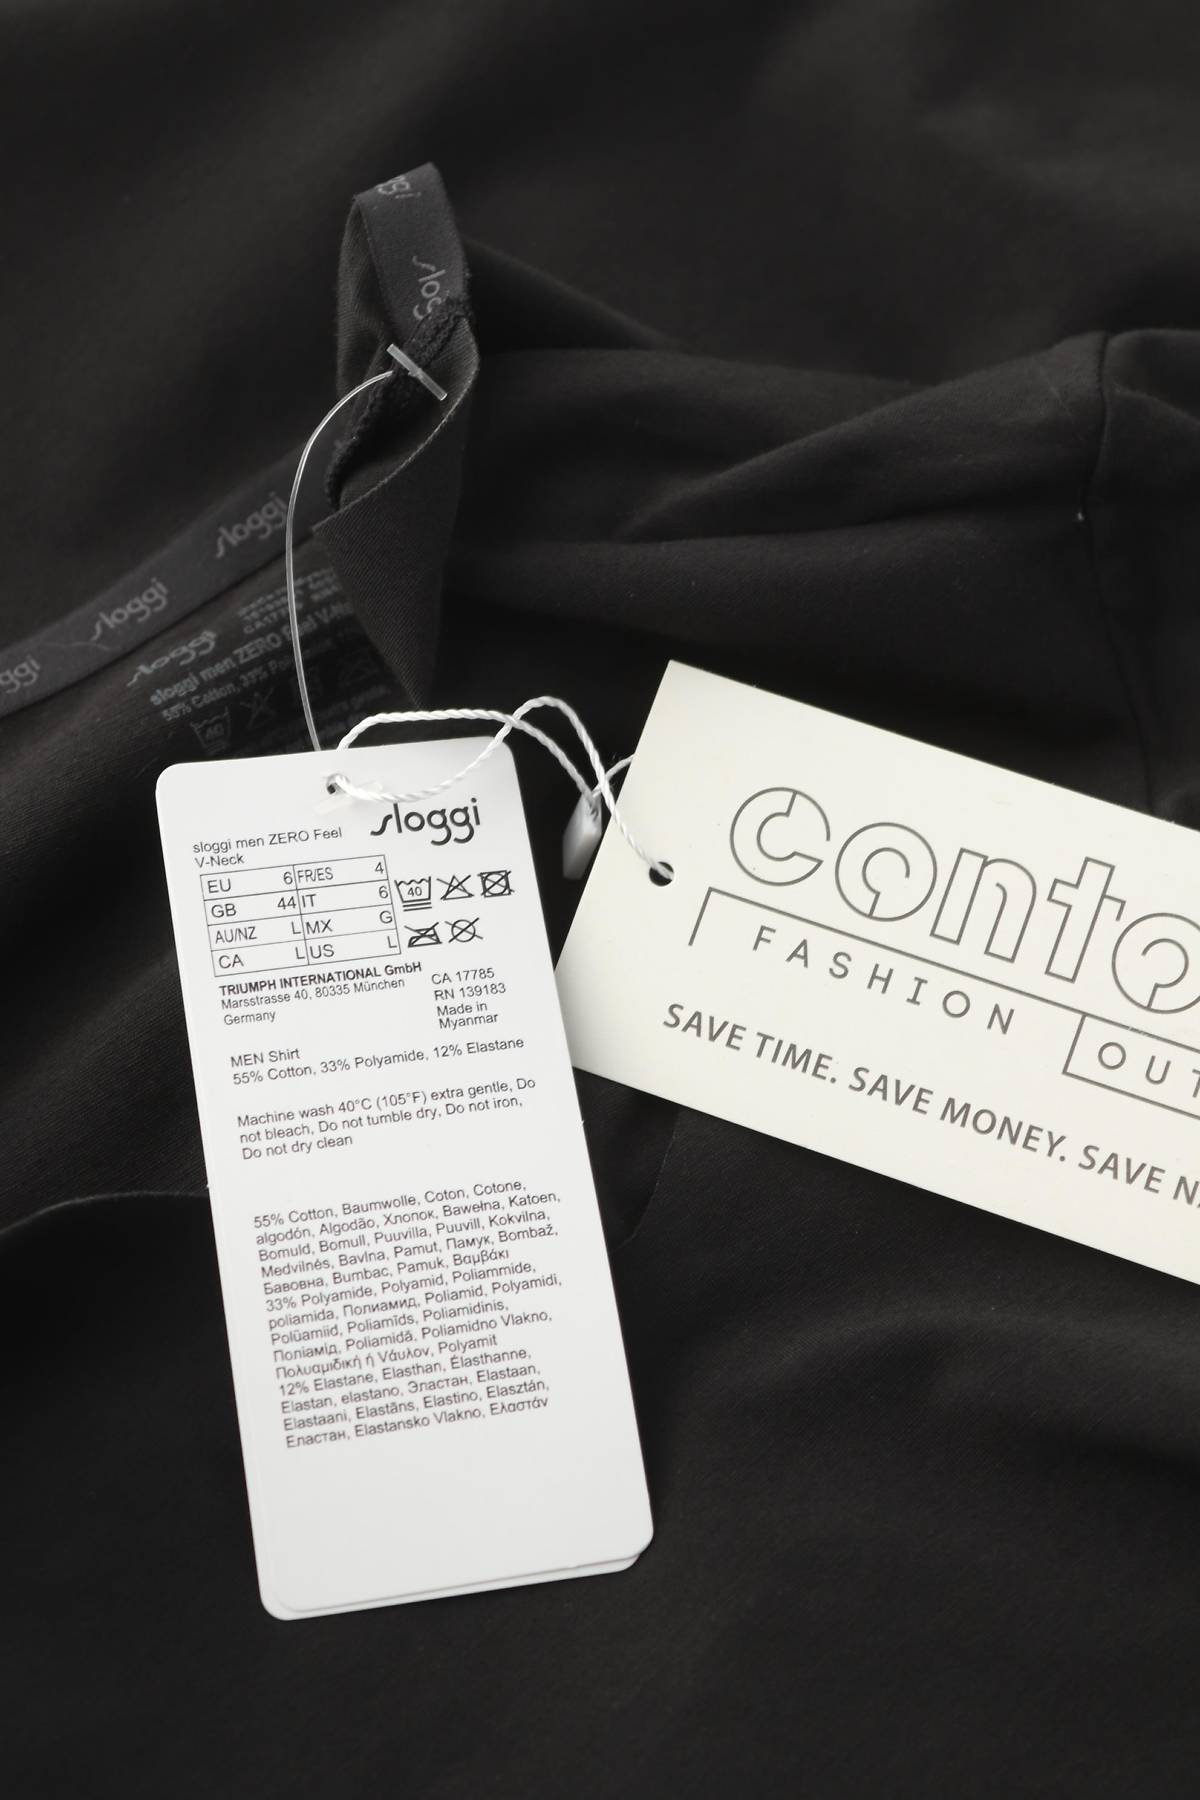 sloggi
sloggi
sloggi
sloggi
sloggi men ZERO Feel V-Ne
55% Cotton, 33% Polyamide
40
sloggi
sloggi men ZERO Feel
V-Neck
EU 6 FR/ES 4
GB 44 IT 6
AU/NZ L MX G
CA L US L
40
TRIUMPH INTERNATIONAL GmbH
Marsstrasse 40, 80335 München
Germany
CA 17785
RN 139183
Made in
Myanmar
MEN Shirt
55% Cotton, 33% Polyamide, 12% Elastane
Machine wash 40°C (105°F) extra gentle, Do
not bleach, Do not tumble dry, Do not iron,
Do not dry clean
55% Cotton, Baumwolle, Coton, Cotone,
algodón, Algodão, Хлопок, Bawełna, Katoen,
Bomuld, Bomull, Puuvilla, Puuvill, Kokvilna,
Medvilnės, Bavlna, Pamut, Памук, Bombaž,
Бавовна, Bumbac, Pamuk, Βαμβάκι
33% Polyamide, Polyamid, Poliammide,
poliamida, Полиамид, Poliamid, Polyamidi,
Polüamiid, Poliamīds, Poliamidinis,
Поліамід, Poliamidă, Poliamidno Vlakno,
Πολυαμιδική ή Νάυλον, Polyamit
12% Elastane, Elasthan, Élasthanne,
Elastan, elastano, Эластан, Elastaan,
Elastaani, Elastāns, Elastino, Elasztán,
Еластан, Elastansko Vlakno, Ελαστάν
conto
FASHION
OUT
SAVE TIME. SAVE MONEY. SAVE NA